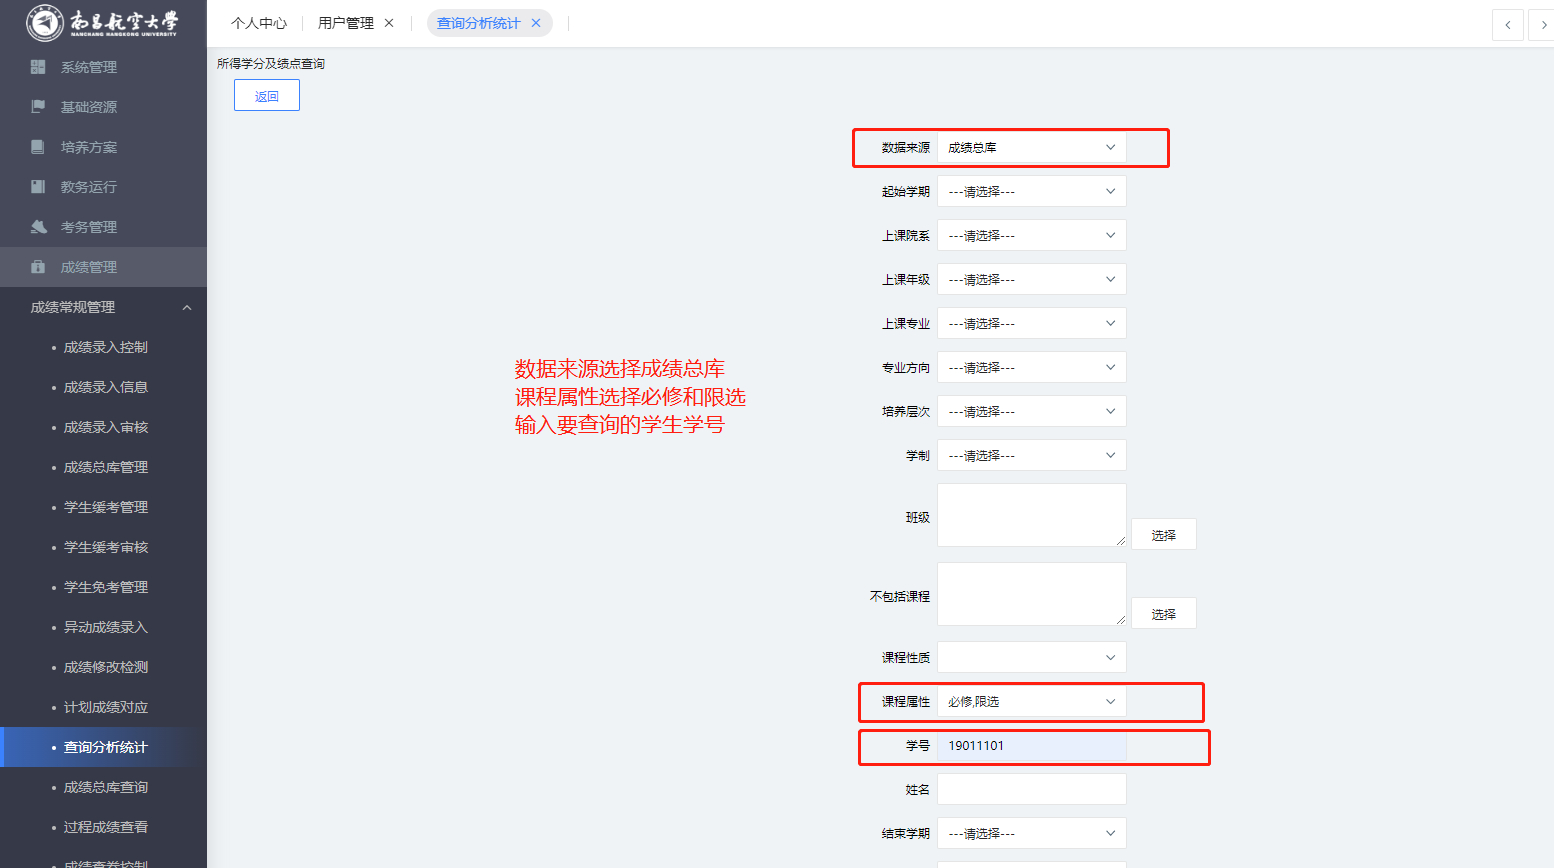 南昌航空大学
NANCHANG HANGKONG UNIVERSITY
个人中心
用户管理
查询分析统计
系统管理
基础资源
培养方案
教务运行
考务管理
成绩管理
成绩常规管理
成绩录入控制
成绩录入信息
成绩录入审核
成绩总库管理
学生缓考管理
学生缓考审核
学生免考管理
异动成绩录入
成绩修改检测
计划成绩对应
查询分析统计
成绩总库查询
过程成绩查看
成绩查卷控制
所得学分及绩点查询
返回
数据来源选择成绩总库
课程属性选择必修和限选
输入要查询的学生学号
数据来源 成绩总库
起始学期 ---请选择---
上课院系 ---请选择---
上课年级 ---请选择---
上课专业 ---请选择---
专业方向 ---请选择---
培养层次 ---请选择---
学制 ---请选择---
班级 选择
不包括课程 选择
课程性质
课程属性 必修,限选
学号 19011101
姓名
结束学期 ---请选择---